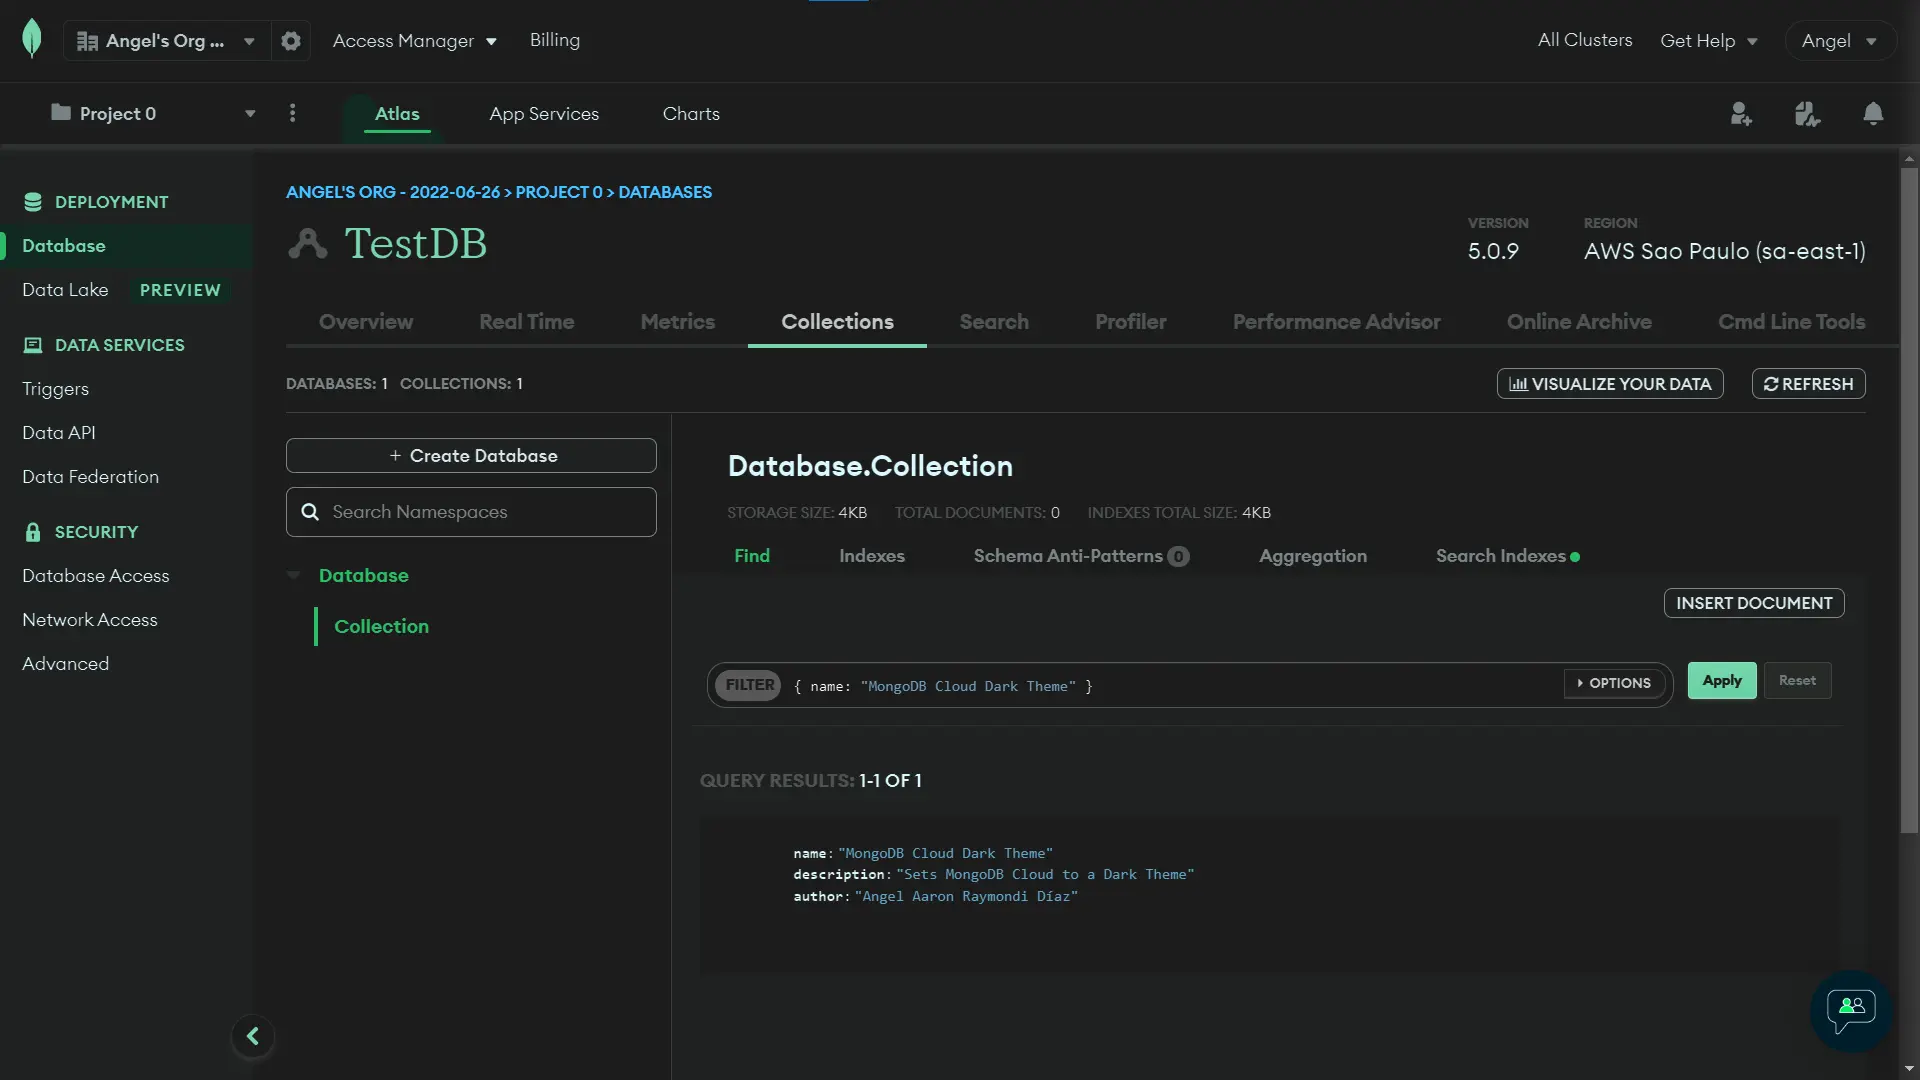 Angel's Org ... Access Manager Billing All Clusters Get Help Angel
Project 0 Atlas App Services Charts
DEPLOYMENT
Database
Data Lake PREVIEW
DATA SERVICES
Triggers
Data API
Data Federation
SECURITY
Database Access
Network Access
Advanced
ANGEL'S ORG - 2022-06-26 > PROJECT 0 > DATABASES
TestDB
VERSION REGION
5.0.9 AWS Sao Paulo (sa-east-1)
Overview Real Time Metrics Collections Search Profiler Performance Advisor Online Archive Cmd Line Tools
DATABASES: 1 COLLECTIONS: 1 VISUALIZE YOUR DATA REFRESH
+ Create Database
Search Namespaces
Database
Collection
Database.Collection
STORAGE SIZE: 4KB TOTAL DOCUMENTS: 0 INDEXES TOTAL SIZE: 4KB
Find Indexes Schema Anti-Patterns 0 Aggregation Search Indexes
INSERT DOCUMENT
FILTER { name: "MongoDB Cloud Dark Theme" } OPTIONS Apply Reset
QUERY RESULTS: 1-1 OF 1
name: "MongoDB Cloud Dark Theme"
description: "Sets MongoDB Cloud to a Dark Theme"
author: "Angel Aaron Raymondi Díaz"